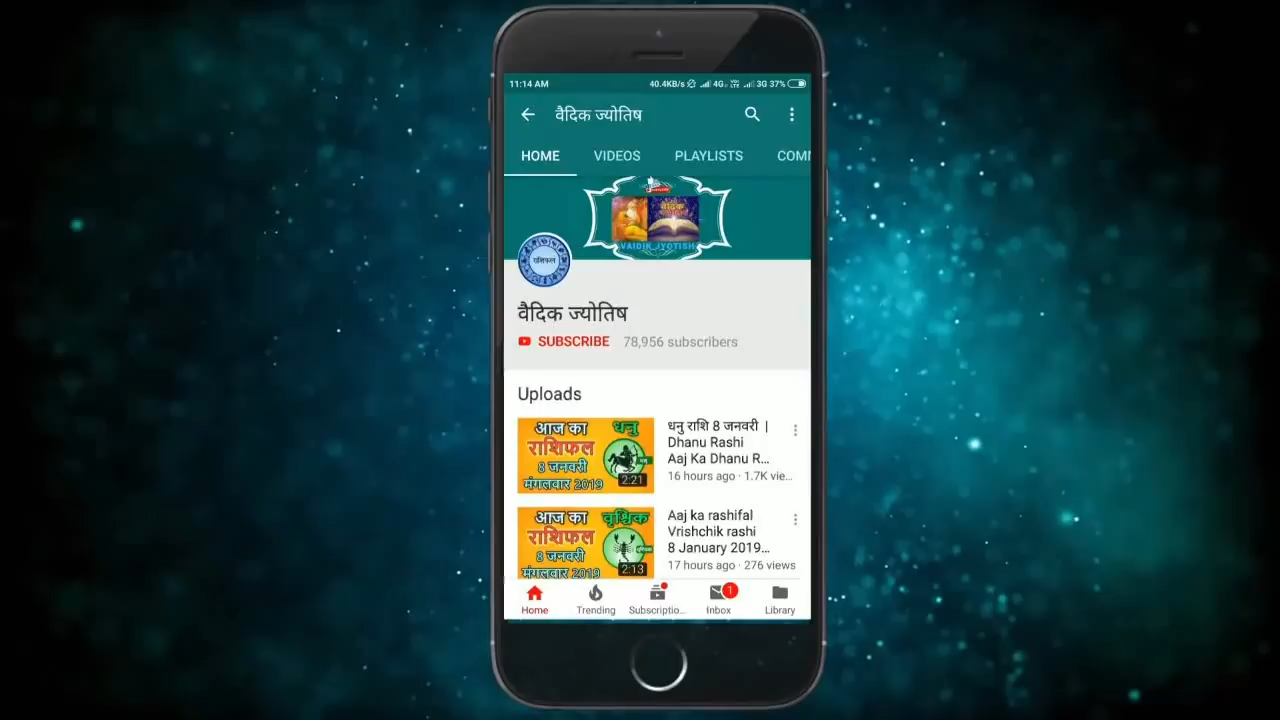 11:14 AM
40.4KB/s 4G 3G 37%
वैदिक ज्योतिष
HOME VIDEOS PLAYLISTS COM
वैदिक
VAIDIK JYOTISH
राशिफल
वैदिक ज्योतिष
SUBSCRIBE 78,956 subscribers
Uploads
आज का धनु
राशिफल
8 जनवरी
मंगलवार 2019
2:21
धनु राशि 8 जनवरी |
Dhanu Rashi
Aaj Ka Dhanu R...
16 hours ago · 1.7K vie...
आज का वृश्चिक
राशिफल
8 जनवरी
मंगलवार 2019
2:13
Aaj ka rashifal
Vrishchik rashi
8 January 2019...
17 hours ago · 276 views
1
Home Trending Subscriptio... Inbox Library